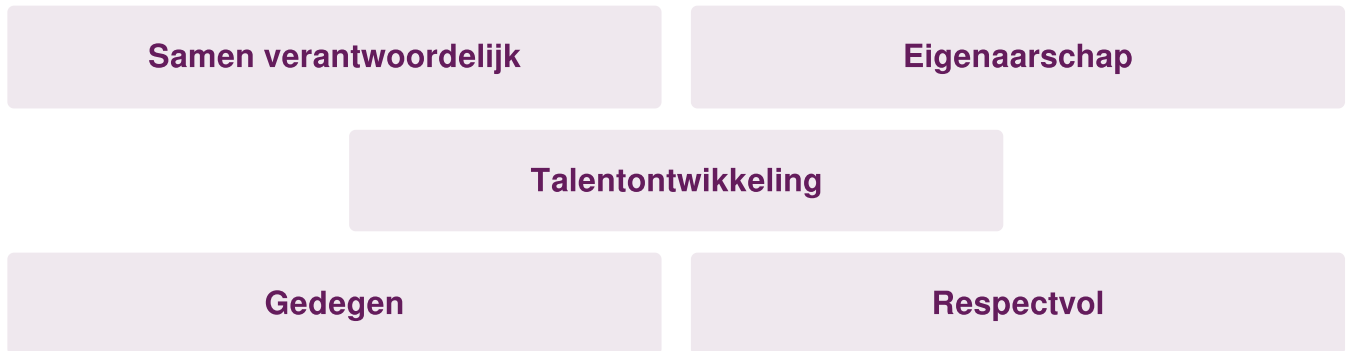 Samen verantwoordelijk
Eigenaarschap
Talentontwikkeling
Gedegen
Respectvol